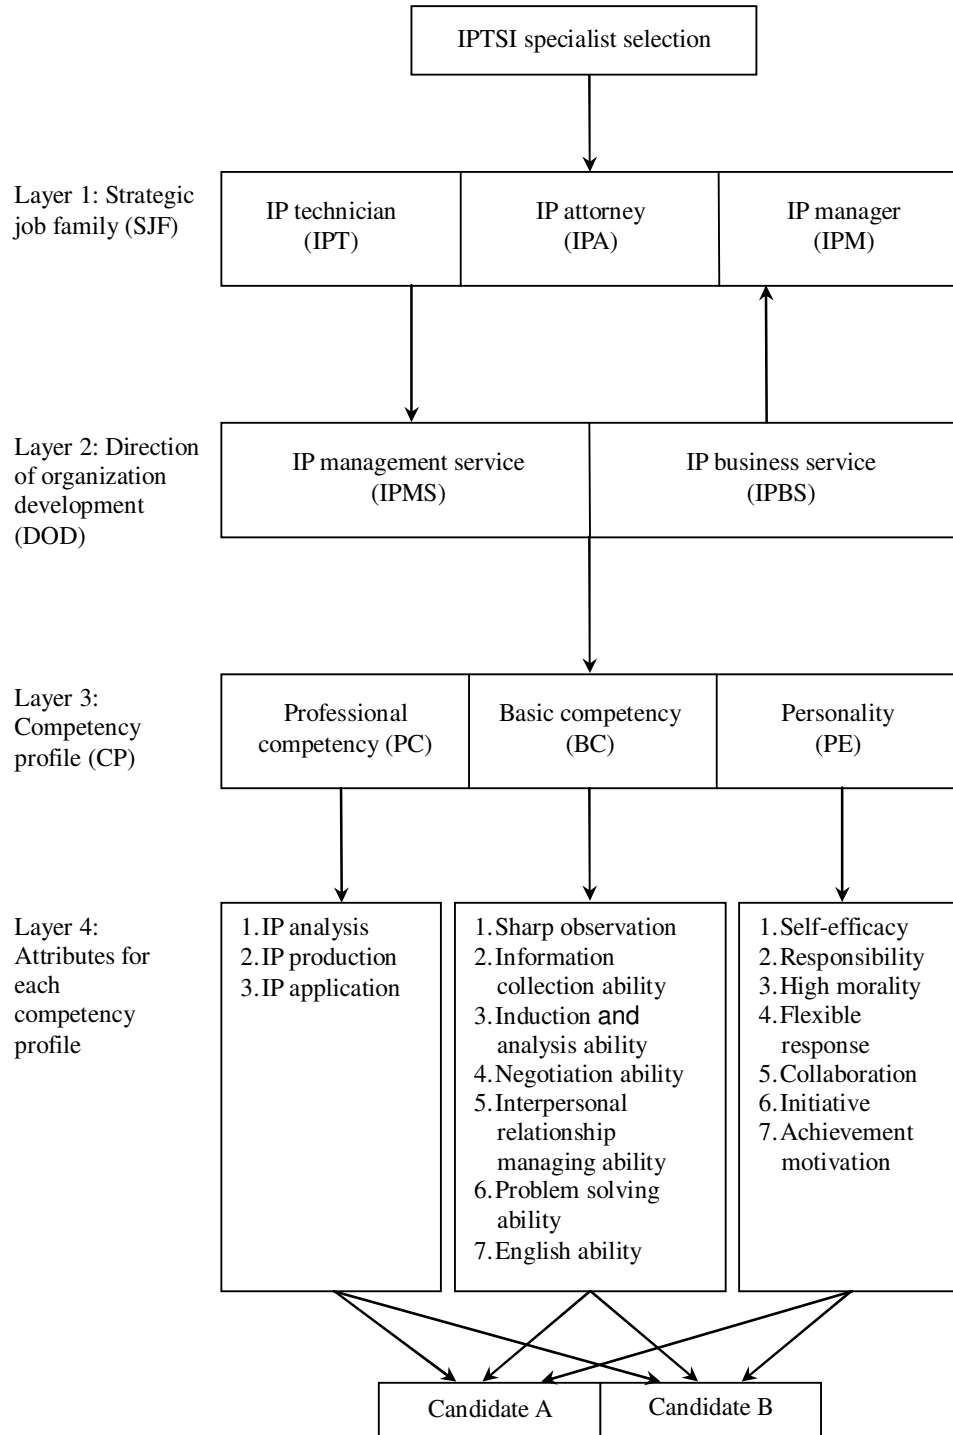 IPTSI specialist selection
Layer 1: Strategic
job family (SJF)
IP technician
(IPT)
IP attorney
(IPA)
IP manager
(IPM)
Layer 2: Direction
of organization
development
(DOD)
IP management service
(IPMS)
IP business service
(IPBS)
Layer 3:
Competency
profile (CP)
Professional
competency (PC)
Basic competency
(BC)
Personality
(PE)
Layer 4:
Attributes for
each
competency
profile
1. IP analysis
2. IP production
3. IP application
1. Sharp observation
2. Information
collection ability
3. Induction and
analysis ability
4. Negotiation ability
5. Interpersonal
relationship
managing ability
6. Problem solving
ability
7. English ability
1. Self-efficacy
2. Responsibility
3. High morality
4. Flexible
response
5. Collaboration
6. Initiative
7. Achievement
motivation
Candidate A
Candidate B